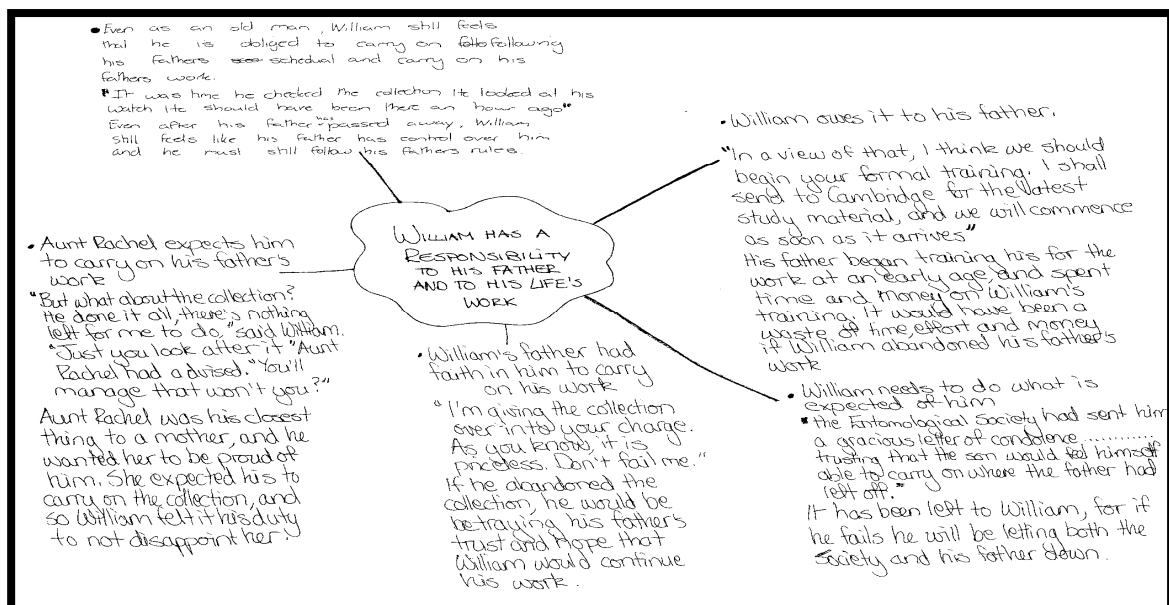 • Even as an old man, William still feels
that he is obliged to carry on following
his fathers schedual and carry on his
fathers work.
"It was time he checked the collection He looked at his
watch He should have been there an hour ago"
Even after his father has passed away, William
still feels like his father has control over him
and he must still follow his fathers rules.
• William owes it to his father.
"In a view of that, I think we should
begin your formal training. I shall
send to Cambridge for the latest
study material, and we will commence
as soon as it arrives"
His father began training his for the
work at an early age, and spent
time and money on William's
training. It would have been a
waste of time, effort and money
if William abandoned his father's
work
WILLIAM HAS A
RESPONSIBILITY
TO HIS FATHER
AND TO HIS LIFE'S
WORK
• Aunt Rachel expects him
to carry on his father's
work
"But what about the collection?
He done it all, there's nothing
left for me to do," said William.
"Just you look after it" Aunt
Rachel had advised. "You'll
manage that won't you?"
Aunt Rachel was his closest
thing to a mother, and he
wanted her to be proud of
him. She expected his to
carry on the collection, and
so William felt it his duty
to not disappoint her.
• William's father had
faith in him to carry
on his work
"I'm giving the collection
over into your charge.
As you know, it is
priceless. Don't fail me."
If he abandoned the
collection, he would be
betraying his father's
trust and hope that
William would continue
his work.
• William needs to do what is
expected of him
"the Entomological Society had sent him
a gracious letter of condolence ............
trusting that the son would feel himself
able to carry on where the father had
left off."
It has been left to William, for if
he fails he will be letting both the
Society and his father down.